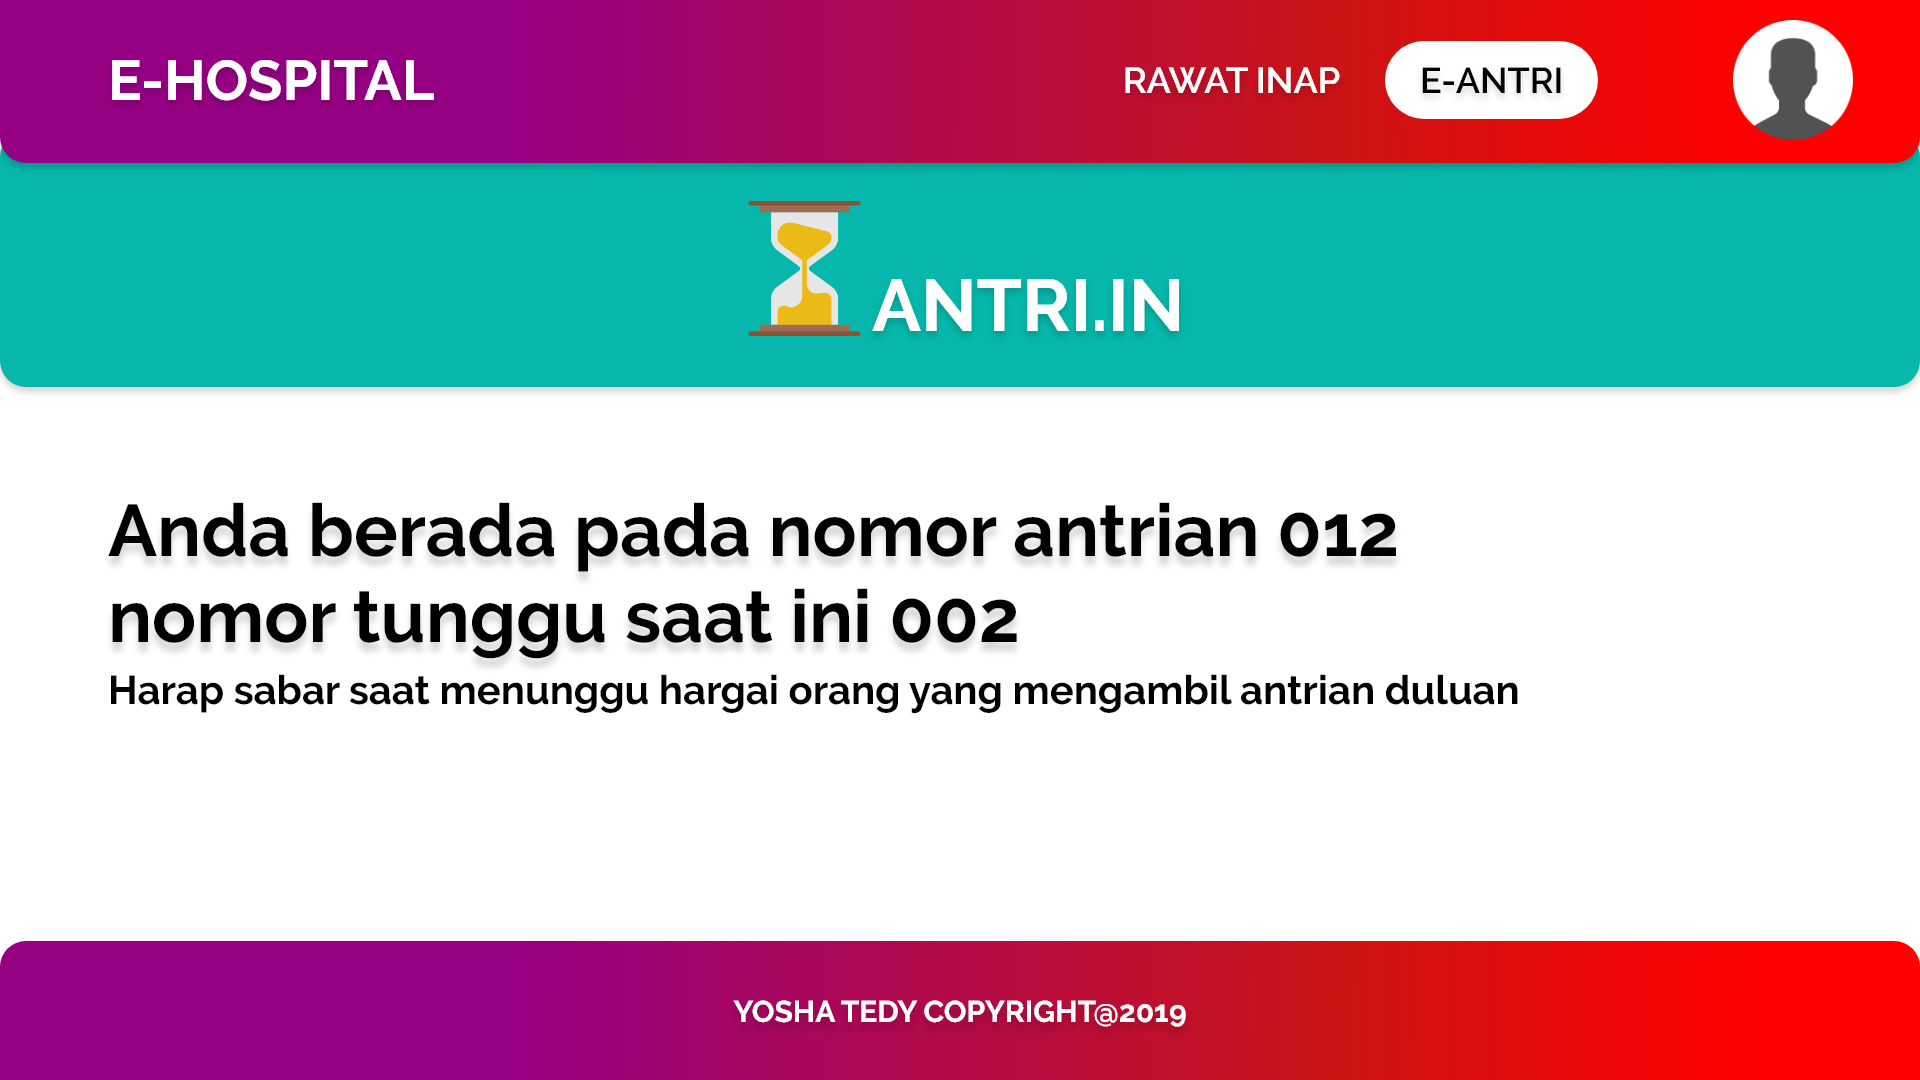 E-HOSPITAL
RAWAT INAP
E-ANTRI
ANTRI.IN
Anda berada pada nomor antrian 012
nomor tunggu saat ini 002
Harap sabar saat menunggu hargai orang yang mengambil antrian duluan
YOSHA TEDY COPYRIGHT@2019